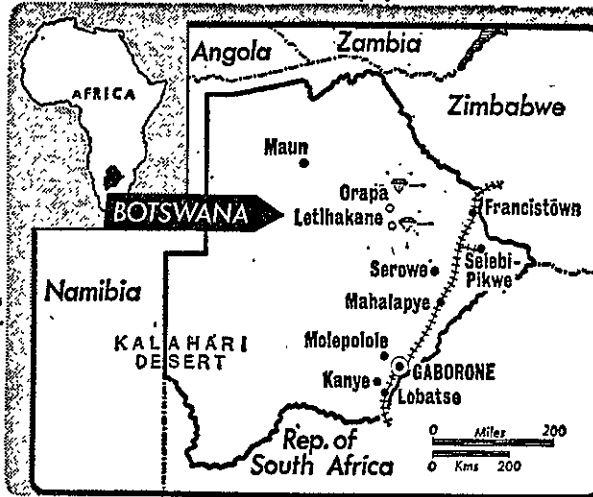 AFRICA
Angola
Zambia
Zimbabwe
Maun
Orapa
Letlhakane
Francistown
BOTSWANA
Serowe
Selebi-
Pikwe
Namibia
Mahalapye
KALAHARI
DESERT
Molepolole
GABORONE
Kanye
Lobatse
Rep. of
South Africa
0 Miles 200
0 Kms 200